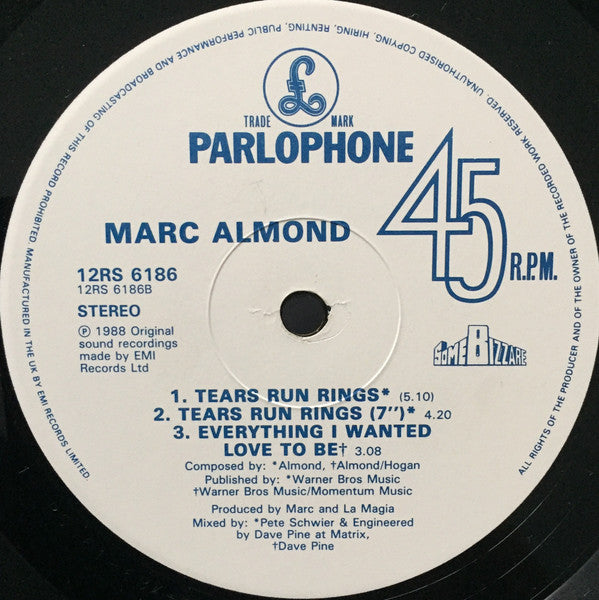 ALL RIGHTS OF THE PRODUCER AND OF THE OWNER OF THE RECORDED WORK RESERVED. UNAUTHORISED COPYING, HIRING, RENTING, PUBLIC PERFORMANCE AND BROADCASTING OF THIS RECORD PROHIBITED. MANUFACTURED IN THE UK BY EMI RECORDS LIMITED.
£
TRADE MARK
PARLOPHONE
45
R.P.M.
MARC ALMOND
12RS 6186
12RS 6186B
STEREO
℗ 1988 Original
sound recordings
made by EMI
Records Ltd
SOME BIZZARE
1. TEARS RUN RINGS* (5.10)
2. TEARS RUN RINGS (7'')* 4.20
3. EVERYTHING I WANTED
LOVE TO BE† 3.08
Composed by: *Almond, †Almond/Hogan
Published by: *Warner Bros Music
†Warner Bros Music/Momentum Music
Produced by Marc and La Magia
Mixed by: *Pete Schwier & Engineered
by Dave Pine at Matrix,
†Dave Pine